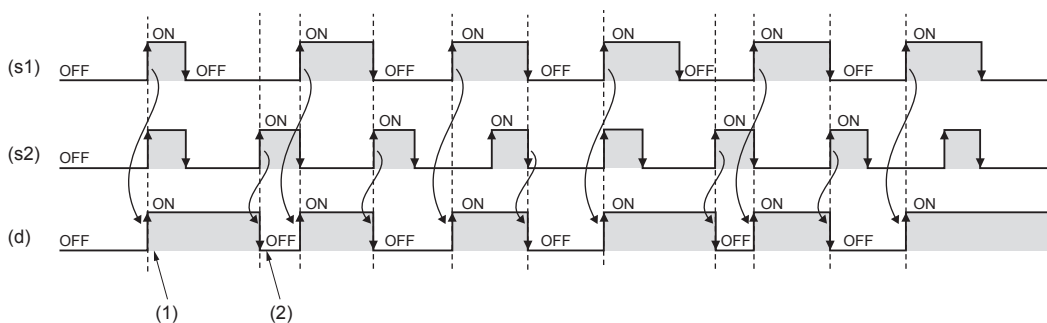 ON ON ON ON ON ON
(s1) OFF OFF OFF OFF OFF OFF
ON ON ON ON ON
(s2) OFF
ON ON ON ON ON ON
(d) OFF OFF OFF OFF OFF OFF
(1) (2)